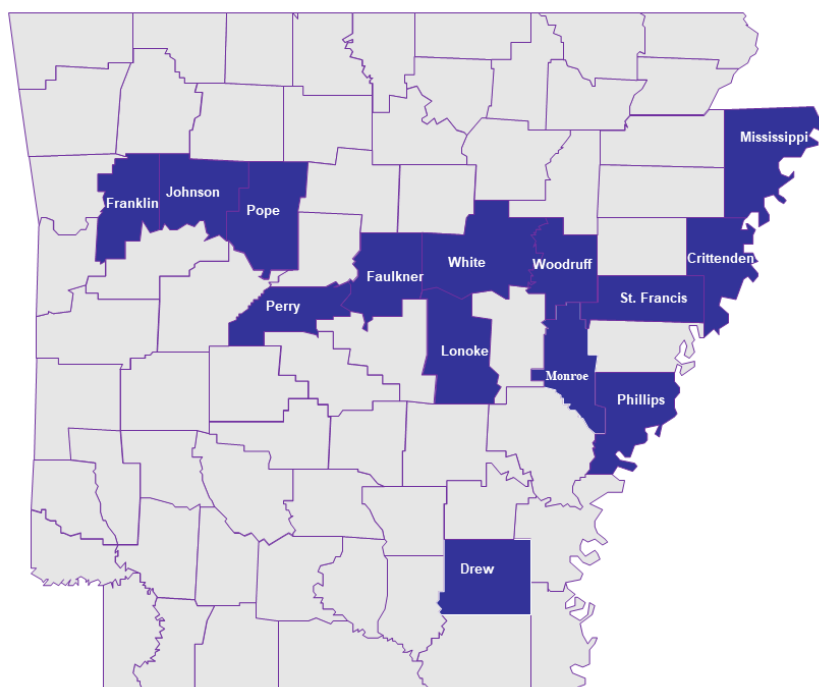 Mississippi
Johnson
Franklin
Pope
Crittenden
White
Woodruff
Faulkner
St. Francis
Perry
Lonoke
Monroe
Phillips
Drew